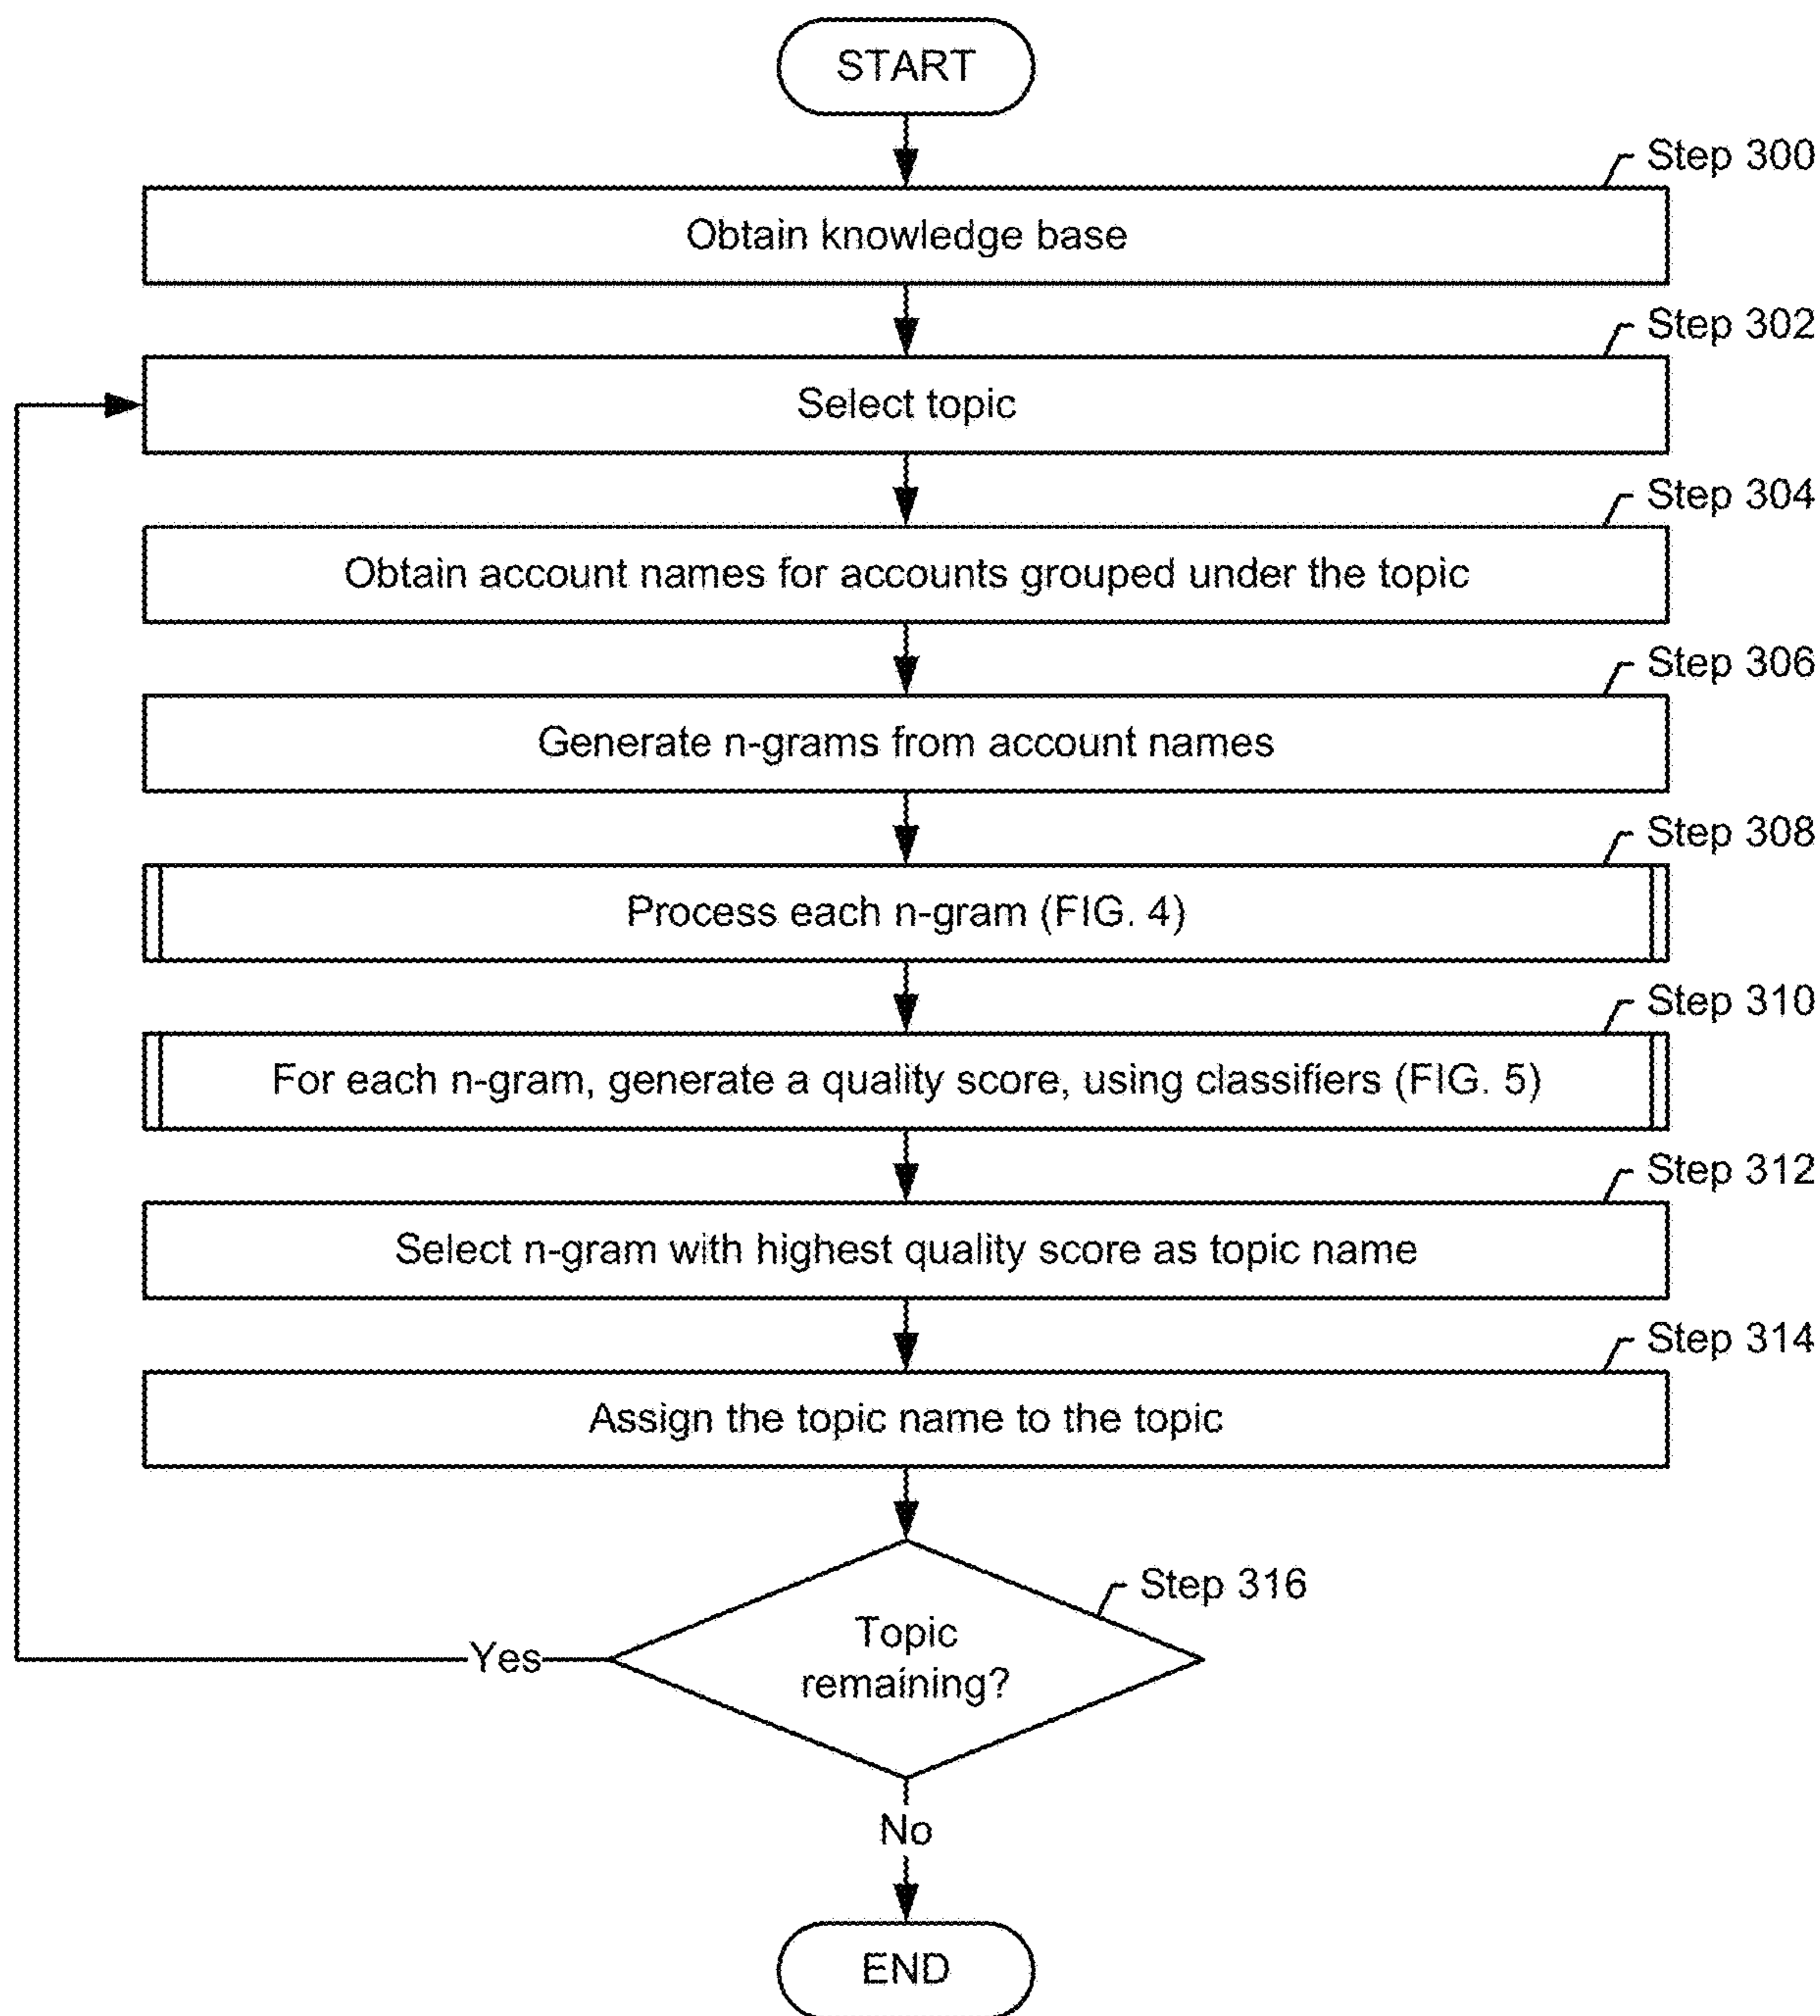 START
Step 300
Obtain knowledge base
Step 302
Select topic
Step 304
Obtain account names for accounts grouped under the topic
Step 306
Generate n-grams from account names
Step 308
Process each n-gram (FIG. 4)
Step 310
For each n-gram, generate a quality score, using classifiers (FIG. 5)
Step 312
Select n-gram with highest quality score as topic name
Step 314
Assign the topic name to the topic
Step 316
Topic
remaining?
Yes
No
END